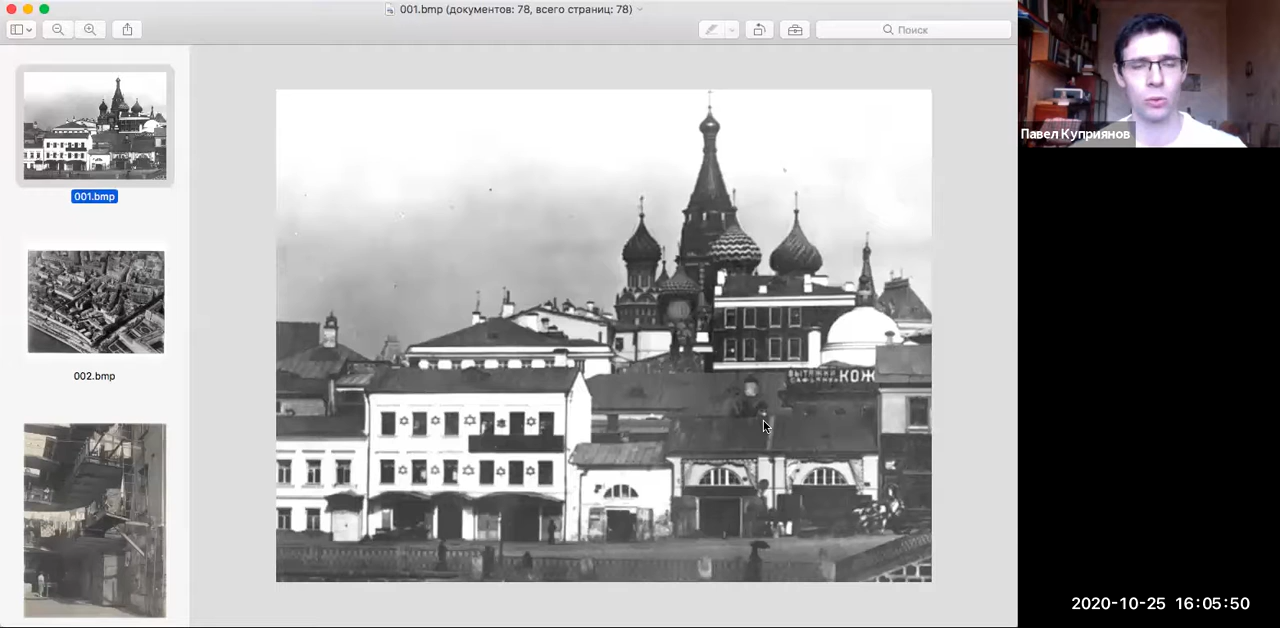 001.bmp (документов: 78, всего страниц: 78)
Поиск
001.bmp
002.bmp
КОЖ
Павел Куприянов
2020-10-25 16:05:50